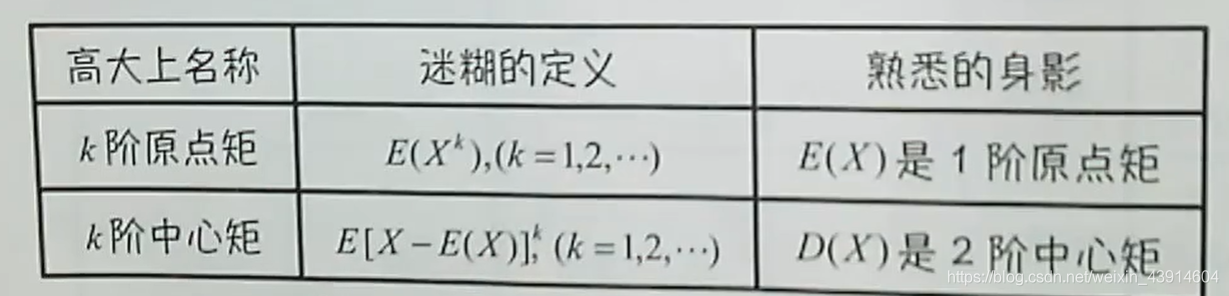 高大上名称 迷糊的定义 熟悉的身影
k阶原点矩 E(X^k),(k=1,2,⋯) E(X)是1阶原点矩
k阶中心矩 E[X-E(X)]^k, (k=1,2,⋯) D(X)是2阶中心矩
https://blog.csdn.net/weixin_43914604